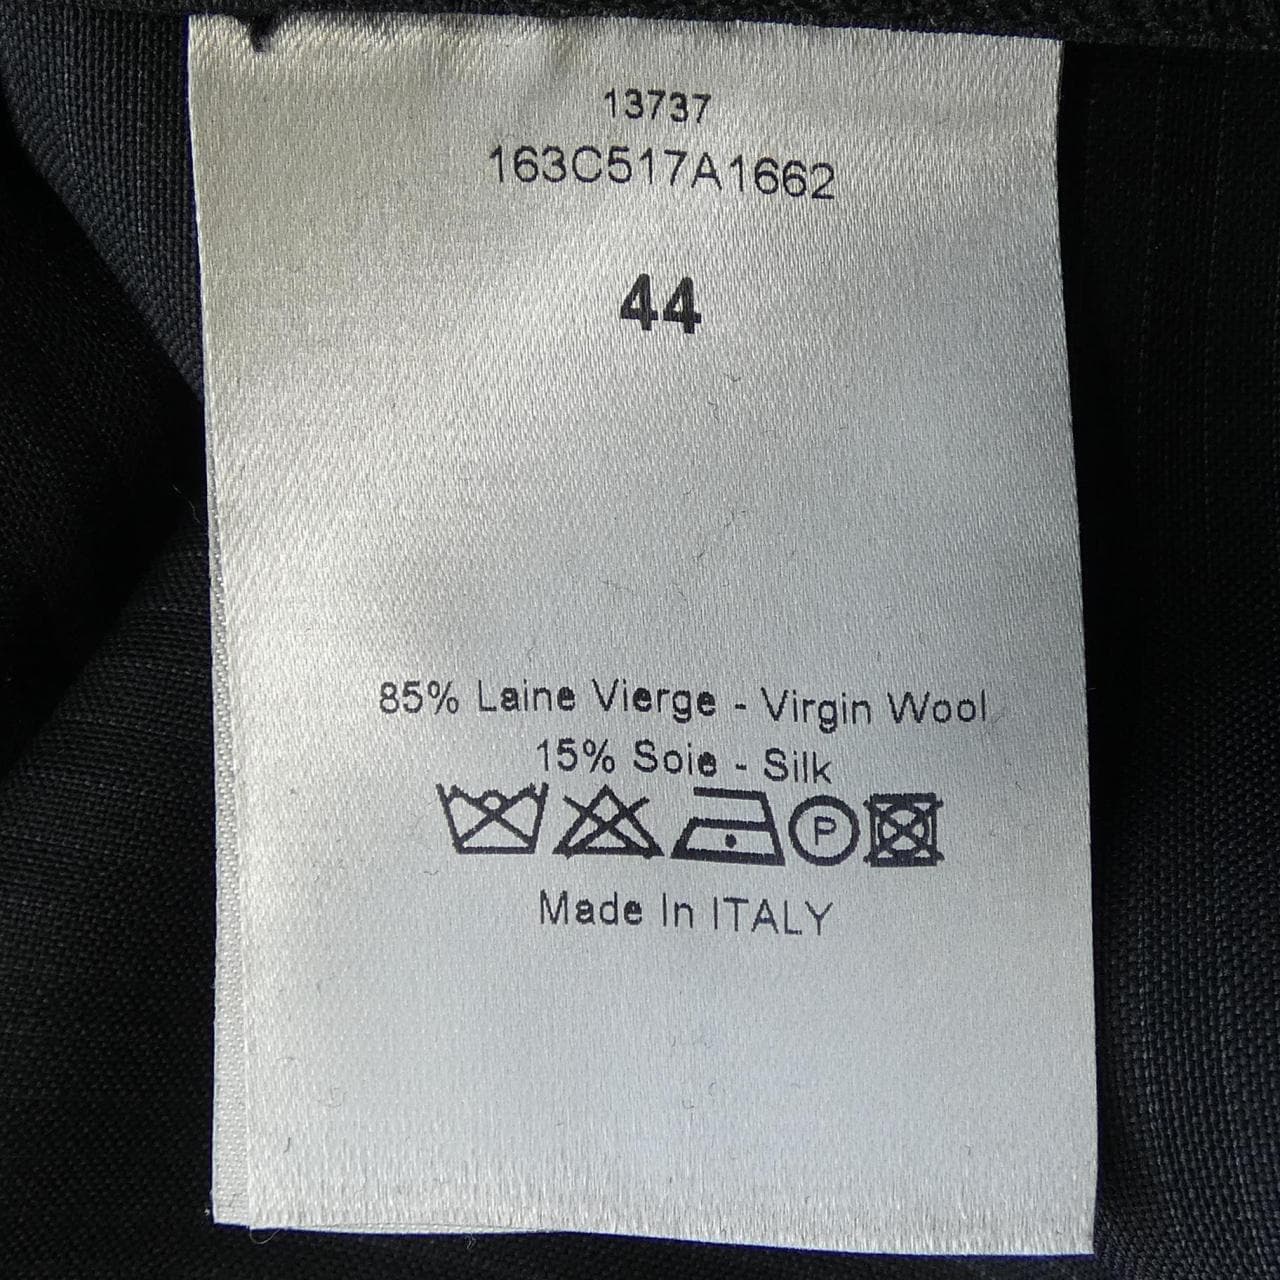 13737
163C517A1662
44
85% Laine Vierge - Virgin Wool
15% Soie - Silk
P
Made In ITALY